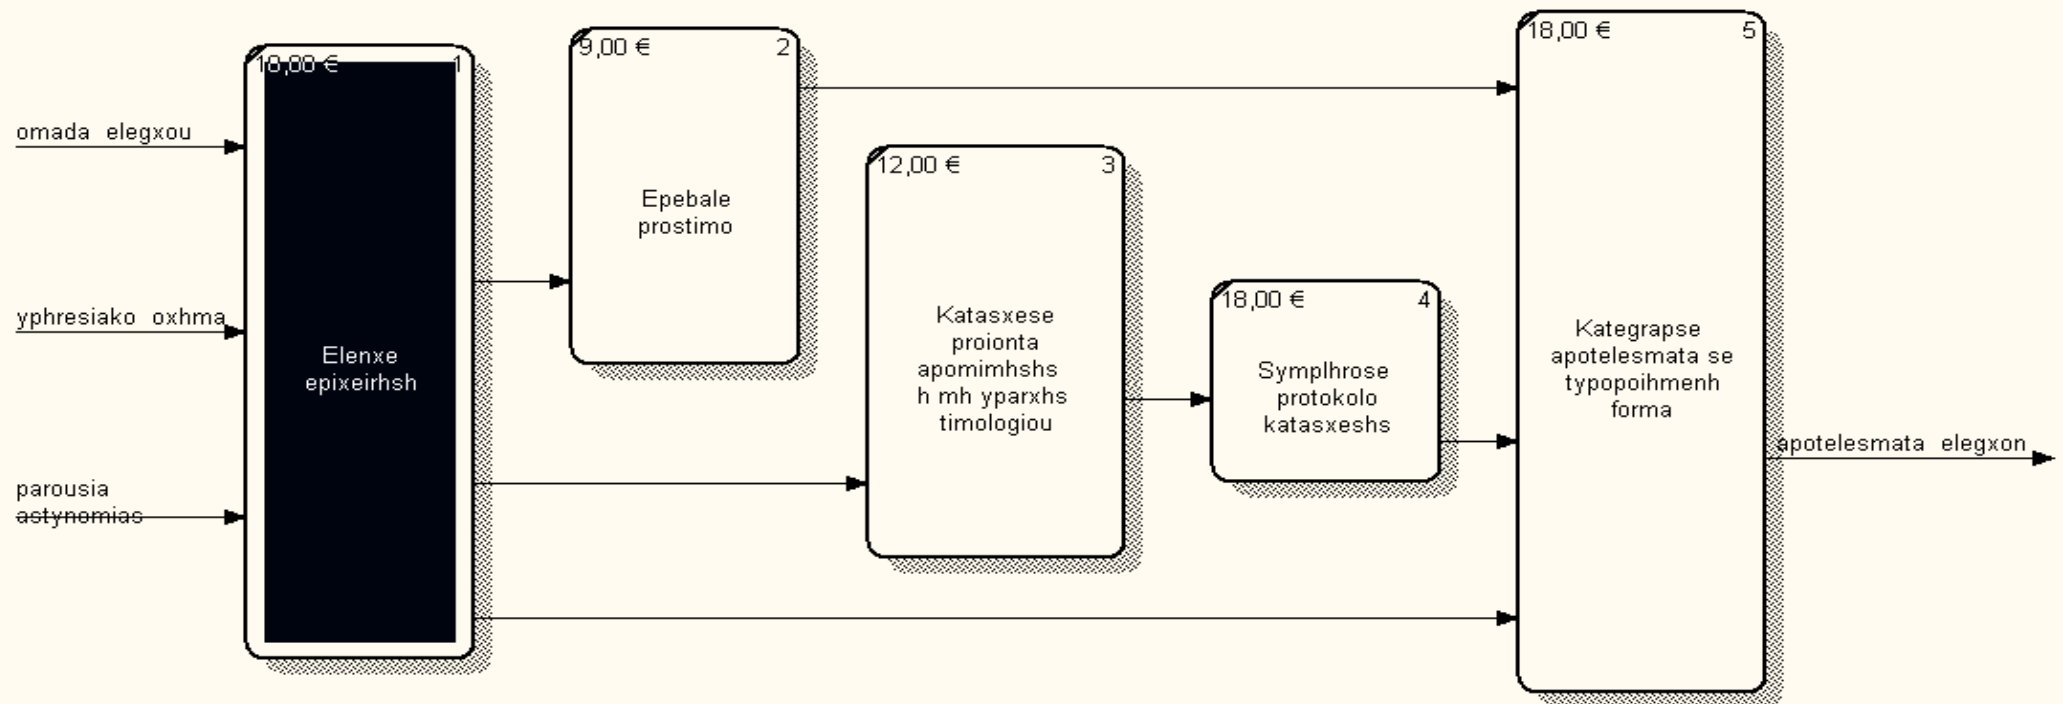 omada elegxou
yphresiako oxhma
parousia
astynomias
18,00 € 1
Elenxe
epixeirhsh
9,00 € 2
Epebale
prostimo
12,00 € 3
Katasxese
proionta
apomimhshs
h mh yparxhs
timologiou
18,00 € 4
Symplhrose
protokolo
katasxeshs
18,00 € 5
Kategrapse
apotelesmata se
typopoihmenh
forma
apotelesmata elegxon